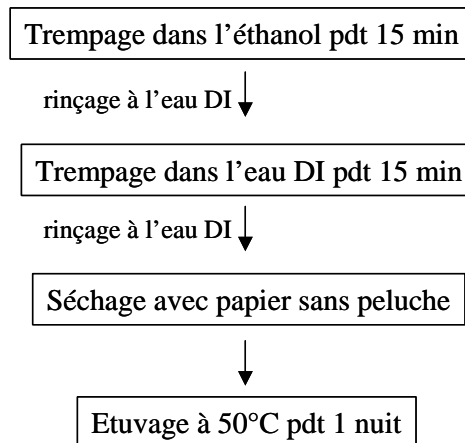 Trempage dans l'éthanol pdt 15 min
rinçage à l'eau DI
Trempage dans l'eau DI pdt 15 min
rinçage à l'eau DI
Séchage avec papier sans peluche
Etuvage à 50°C pdt 1 nuit